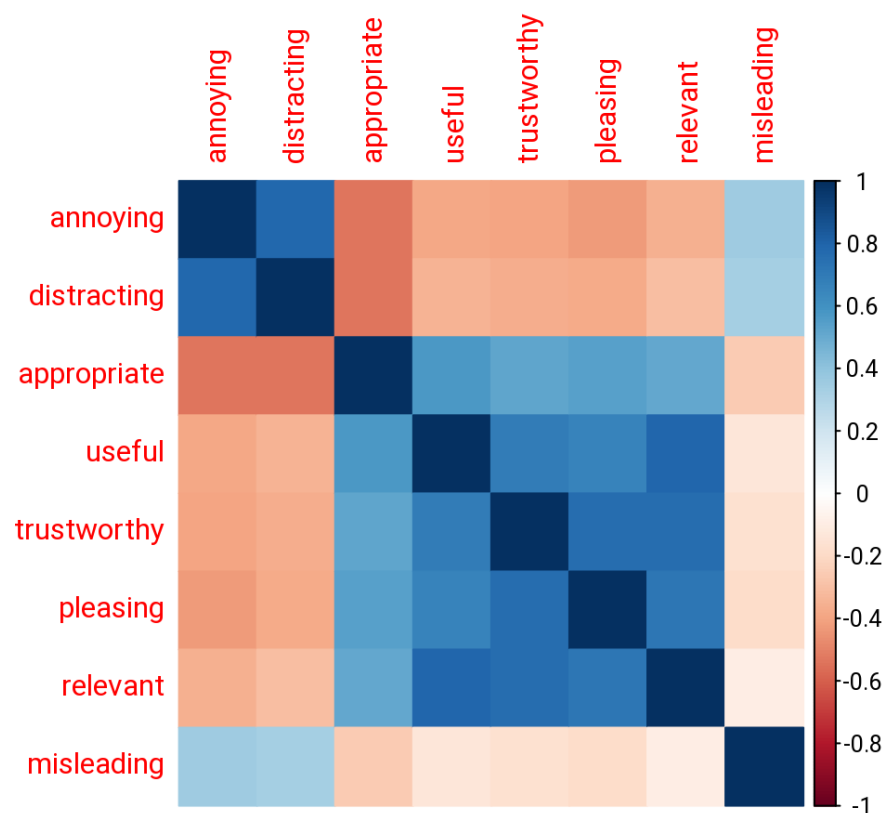 annoying
distracting
appropriate
useful
trustworthy
pleasing
relevant
misleading
annoying
distracting
appropriate
useful
trustworthy
pleasing
relevant
misleading
1
0.8
0.6
0.4
0.2
0
-0.2
-0.4
-0.6
-0.8
-1